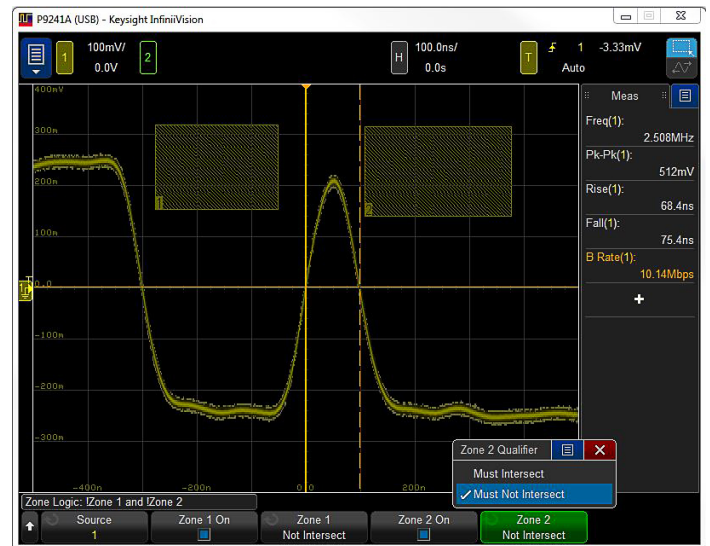 P9241A (USB) - Keysight InfiniiVision
1 100mV/ 0.0V 2 H 100.0ns/ 0.0s T 1 -3.33mV Auto
Meas
400mV
Freq(1):
2.508MHz
300m
Pk-Pk(1):
512mV
200m
Rise(1):
68.4ns
1 2
Fall(1):
75.4ns
100m
B Rate(1):
10.14Mbps
0.0
+
-100m
-200m
-300m
Zone 2 Qualifier
Must Intersect
Must Not Intersect
-400n -200n 0.0 200n
Zone Logic: !Zone 1 and !Zone 2
Source
1
Zone 1 On
Zone 1
Not Intersect
Zone 2 On
Zone 2
Not Intersect